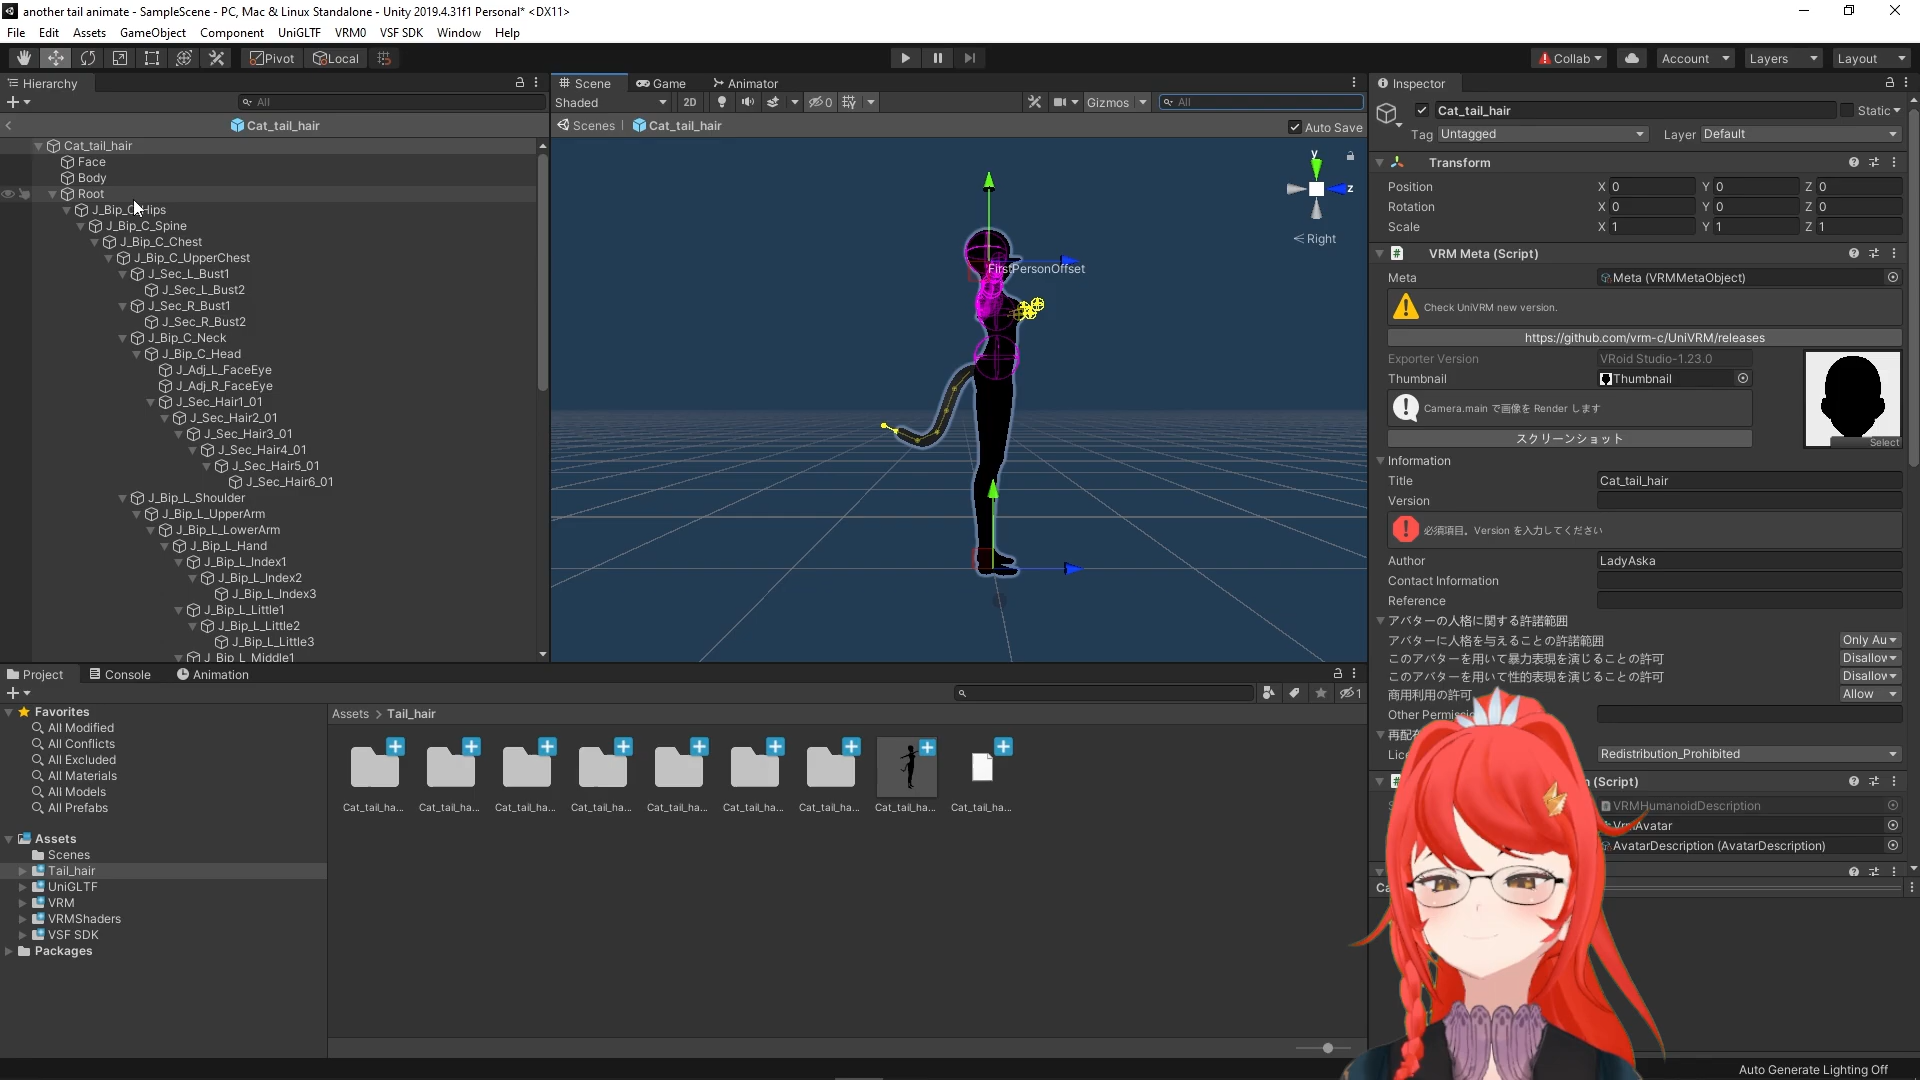 another tail animate - SampleScene - PC, Mac & Linux Standalone - Unity 2019.4.31f1 Personal* <DX11>
File Edit Assets GameObject Component UniGLTF VRM0 VSF SDK Window Help
Pivot Local Collab Account Layers Layout
Hierarchy Scene Game Animator Inspector
All Shaded 2D 0 Gizmos All
Cat_tail_hair
Scenes Cat_tail_hair Auto Save
Cat_tail_hair
Face
Body
Root
J_Bip_C_Hips
J_Bip_C_Spine
J_Bip_C_Chest
J_Bip_C_UpperChest
J_Sec_L_Bust1
J_Sec_L_Bust2
J_Sec_R_Bust1
J_Sec_R_Bust2
J_Bip_C_Neck
J_Bip_C_Head
J_Adj_L_FaceEye
J_Adj_R_FaceEye
J_Sec_Hair1_01
J_Sec_Hair2_01
J_Sec_Hair3_01
J_Sec_Hair4_01
J_Sec_Hair5_01
J_Sec_Hair6_01
J_Bip_L_Shoulder
J_Bip_L_UpperArm
J_Bip_L_LowerArm
J_Bip_L_Hand
J_Bip_L_Index1
J_Bip_L_Index2
J_Bip_L_Index3
J_Bip_L_Little1
J_Bip_L_Little2
J_Bip_L_Little3
J_Bip_L_Middle1
y
z
< Right
FirstPersonOffset
Cat_tail_hair Static
Tag Untagged Layer Default
Transform
Position X 0 Y 0 Z 0
Rotation X 0 Y 0 Z 0
Scale X 1 Y 1 Z 1
# VRM Meta (Script)
Meta Meta (VRMMetaObject)
Check UniVRM new version.
https://github.com/vrm-c/UniVRM/releases
Exporter Version VRoid Studio-1.23.0
Thumbnail Thumbnail
Camera.main で画像を Render します
Select
スクリーンショット
Information
Title Cat_tail_hair
Version
必須項目。Version を入力してください
Author LadyAska
Contact Information
Reference
アバターの人格に関する許諾範囲
アバターに人格を与えることの許諾範囲 Only Au
このアバターを用いて暴力表現を演じることの許可 Disallow
このアバターを用いて性的表現を演じることの許可 Disallow
商用利用の許可 Allow
Other
再配
Redistribution_Prohibited
(Script)
VRMHumanoidDescription
VrmAvatar
AvatarDescription (AvatarDescription)
Project Console Animation
1
Favorites
All Modified
All Conflicts
All Excluded
All Materials
All Models
All Prefabs
Assets
Scenes
Tail_hair
UniGLTF
VRM
VRMShaders
VSF SDK
Packages
Assets > Tail_hair
Cat_tail_ha... Cat_tail_ha... Cat_tail_ha... Cat_tail_ha... Cat_tail_ha... Cat_tail_ha... Cat_tail_ha... Cat_tail_ha... Cat_tail_ha...
Auto Generate Lighting Off